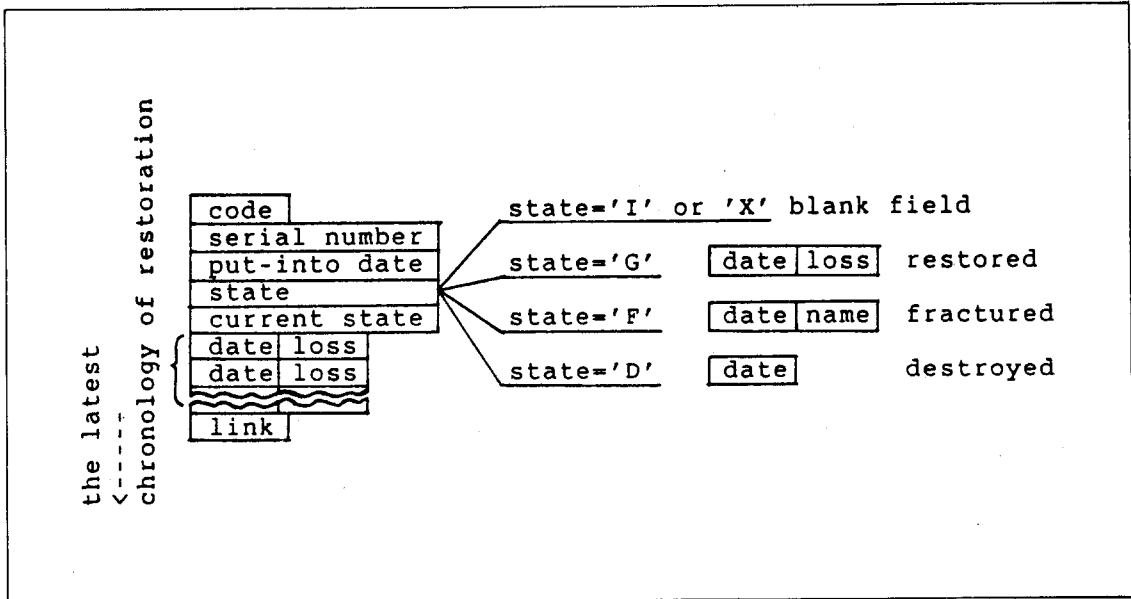 the latest
<-----
chronology of restoration
code
serial number
put-into date
state
current state
date loss
date loss
link
state='I' or 'X' blank field
state='G' date loss restored
state='F' date name fractured
state='D' date destroyed